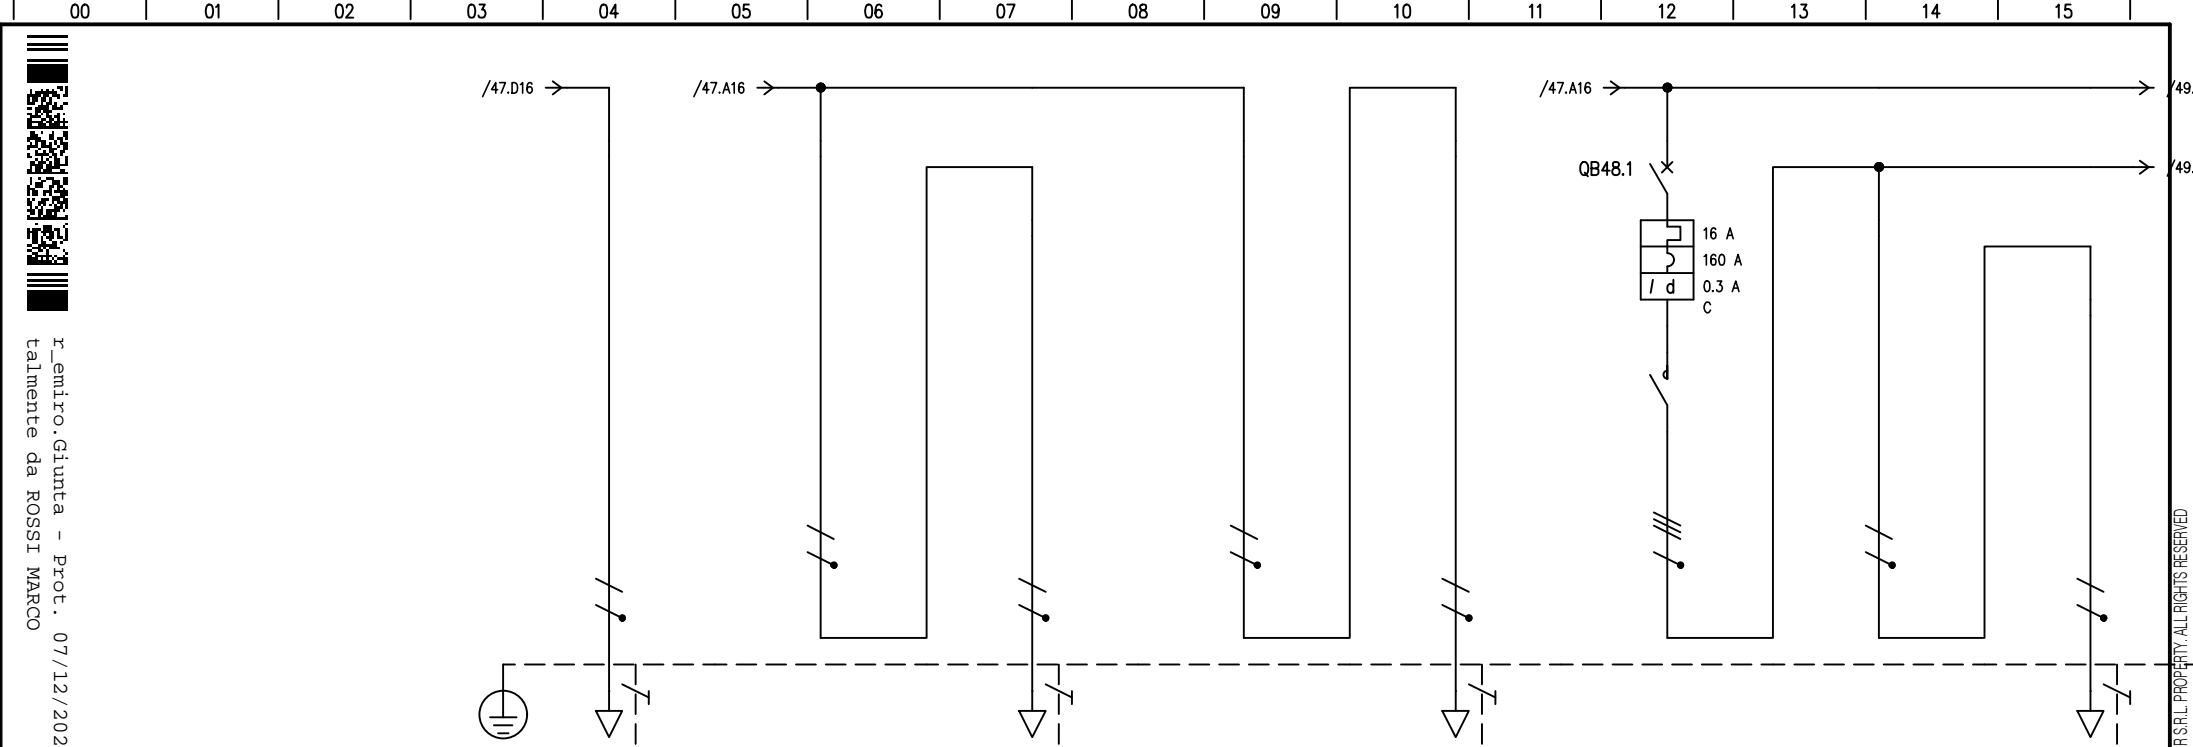 00 01 02 03 04 05 06 07 08 09 10 11 12 13 14 15
/47.D16
/47.A16
/47.A16
/49.
QB48.1
/49.
16 A
160 A
I d
0.3 A
C
r_emiro.Giunta - Prot. 07/12/202
talmente da ROSSI MARCO
R S.R.L. PROPERTY. ALL RIGHTS RESERVED